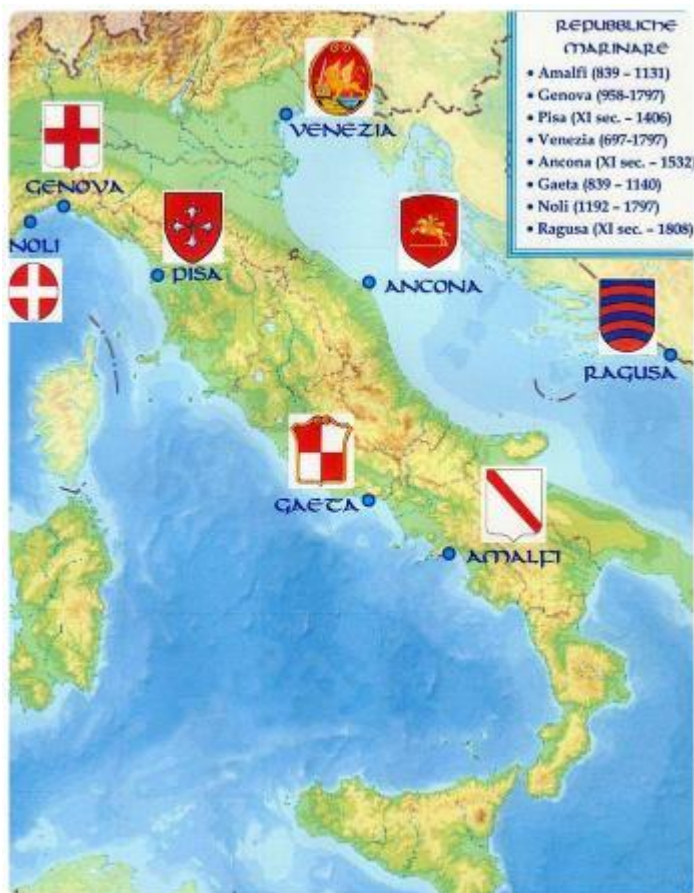 REPUBBLICHE
MARINARE
• Amalfi (839 – 1131)
• Genova (958-1797)
• Pisa (XI sec. – 1406)
• Venezia (697-1797)
• Ancona (XI sec. – 1532)
• Gaeta (839 – 1140)
• Noli (1192 – 1797)
• Ragusa (XI sec. – 1808)
VENEZIA
GENOVA
NOLI
PISA
ANCONA
RAGUSA
GAETA
AMALFI